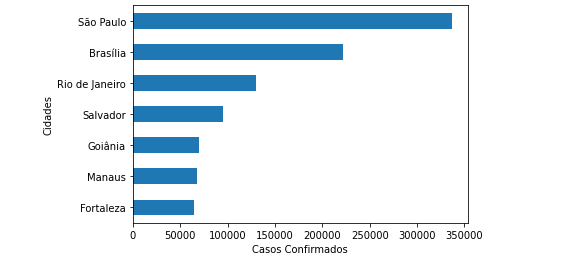 São Paulo
Brasília
Rio de Janeiro
Salvador
Goiânia
Manaus
Fortaleza
Cidades
0 50000 100000 150000 200000 250000 300000 350000
Casos Confirmados